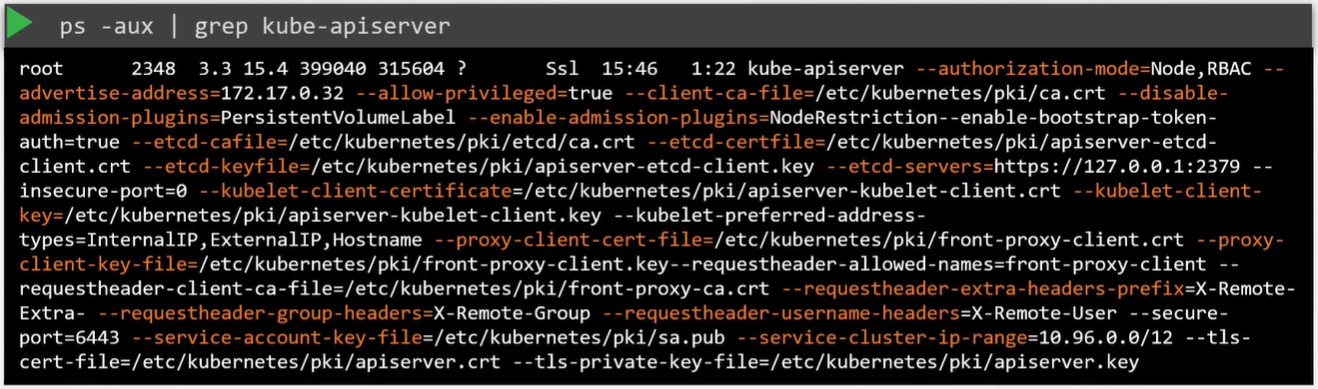 ps -aux | grep kube-apiserver
root 2348 3.3 15.4 399040 315604 ? Ssl 15:46 1:22 kube-apiserver --authorization-mode=Node,RBAC --
advertise-address=172.17.0.32 --allow-privileged=true --client-ca-file=/etc/kubernetes/pki/ca.crt --disable-
admission-plugins=PersistentVolumeLabel --enable-admission-plugins=NodeRestriction--enable-bootstrap-token-
auth=true --etcd-cafile=/etc/kubernetes/pki/etcd/ca.crt --etcd-certfile=/etc/kubernetes/pki/apiserver-etcd-
client.crt --etcd-keyfile=/etc/kubernetes/pki/apiserver-etcd-client.key --etcd-servers=https://127.0.0.1:2379 --
insecure-port=0 --kubelet-client-certificate=/etc/kubernetes/pki/apiserver-kubelet-client.crt --kubelet-client-
key=/etc/kubernetes/pki/apiserver-kubelet-client.key --kubelet-preferred-address-
types=InternalIP,ExternalIP,Hostname --proxy-client-cert-file=/etc/kubernetes/pki/front-proxy-client.crt --proxy-
client-key-file=/etc/kubernetes/pki/front-proxy-client.key--requestheader-allowed-names=front-proxy-client --
requestheader-client-ca-file=/etc/kubernetes/pki/front-proxy-ca.crt --requestheader-extra-headers-prefix=X-Remote-
Extra- --requestheader-group-headers=X-Remote-Group --requestheader-username-headers=X-Remote-User --secure-
port=6443 --service-account-key-file=/etc/kubernetes/pki/sa.pub --service-cluster-ip-range=10.96.0.0/12 --tls-
cert-file=/etc/kubernetes/pki/apiserver.crt --tls-private-key-file=/etc/kubernetes/pki/apiserver.key